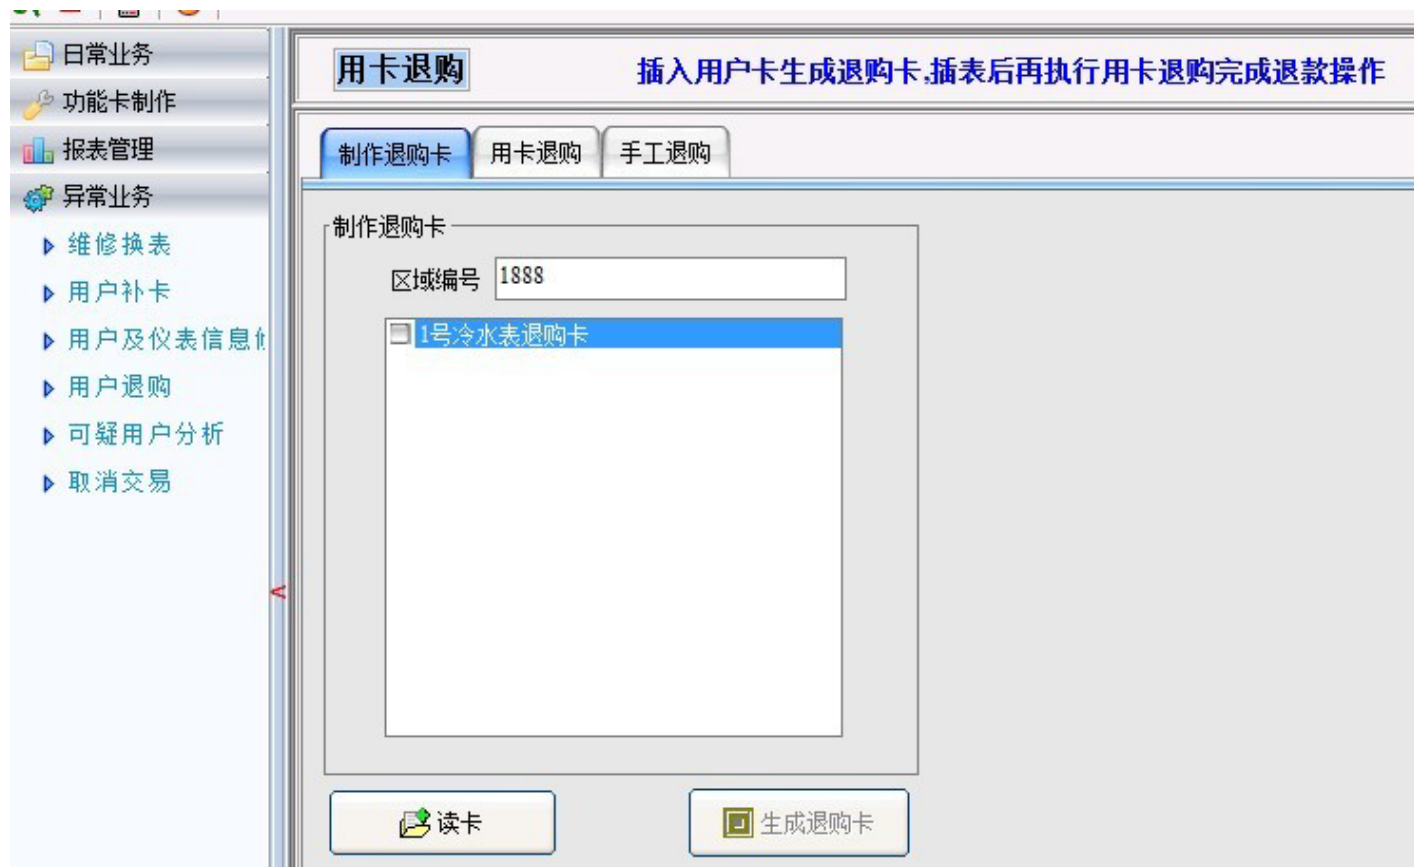 日常业务
功能卡制作
报表管理
异常业务
维修换表
用户补卡
用户及仪表信息
用户退购
可疑用户分析
取消交易
<
用卡退购
插入用户卡生成退购卡,插表后再执行用卡退购完成退款操作
制作退购卡 用卡退购 手工退购
制作退购卡
区域编号 1888
1号冷水表退购卡
读卡 生成退购卡